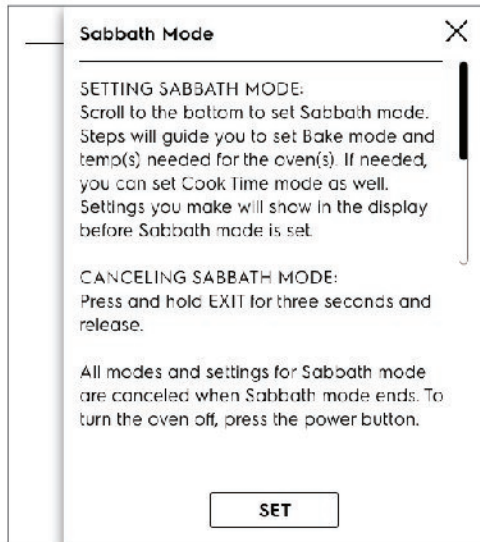 Sabbath Mode
SETTING SABBATH MODE:
Scroll to the bottom to set Sabbath mode.
Steps will guide you to set Bake mode and
temp(s) needed for the oven(s). If needed,
you can set Cook Time mode as well.
Settings you make will show in the display
before Sabbath mode is set.
CANCELING SABBATH MODE:
Press and hold EXIT for three seconds and
release.
All modes and settings for Sabbath mode
are canceled when Sabbath mode ends. To
turn the oven off, press the power button.
SET